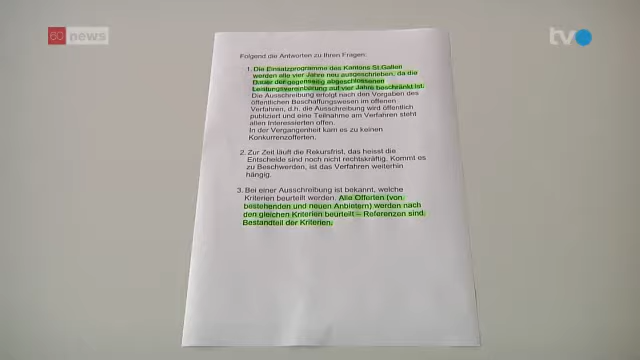 60 news
tvo
Folgend die Antworten zu Ihren Fragen:
1. Die Einsatzprogramme des Kantons St.Gallen
werden alle vier Jahre neu ausgeschrieben, da die
Dauer der gegenseitig abgeschlossenen
Leistungsvereinbarung auf vier Jahre beschränkt ist.
Die Ausschreibung erfolgt nach den Vorgaben des
öffentlichen Beschaffungswesen im offenen
Verfahren, d.h. die Ausschreibung wird öffentlich
publiziert und eine Teilnahme am Verfahren steht
allen Interessierten offen.
In der Vergangenheit kam es zu keinen
Konkurrenzofferten.
2. Zur Zeit läuft die Rekursfrist, das heisst die
Entscheide sind noch nicht rechtskräftig. Kommt es
zu Beschwerden, ist das Verfahren weiterhin
hängig.
3. Bei einer Ausschreibung ist bekannt, welche
Kriterien beurteilt werden. Alle Offerten (von
bestehenden und neuen Anbietern) werden nach
den gleichen Kriterien beurteilt – Referenzen sind
Bestandteil der Kriterien.